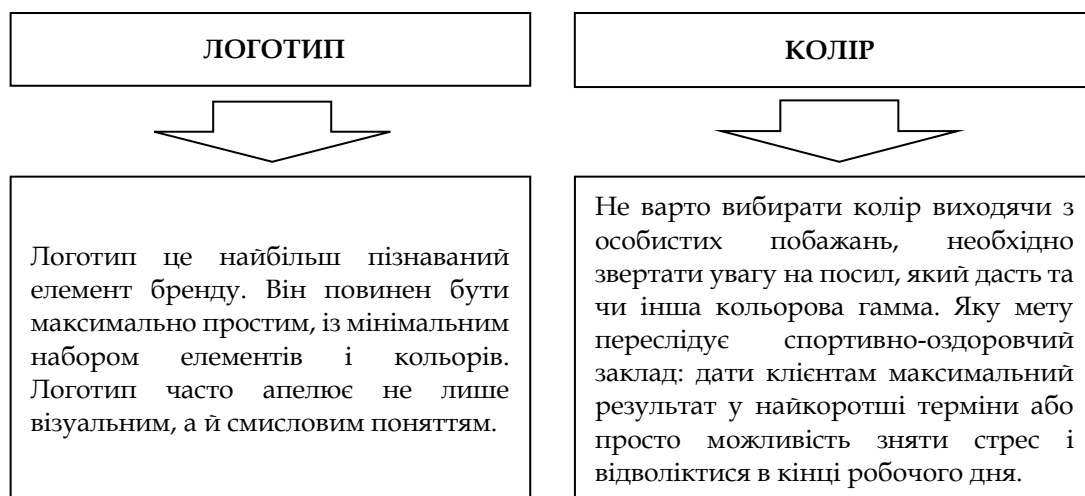 ЛОГОТИП
Логотип це найбільш пізнаваний
елемент бренду. Він повинен бути
максимально простим, із мінімальним
набором елементів і кольорів.
Логотип часто апелює не лише
візуальним, а й смисловим поняттям.
КОЛІР
Не варто вибирати колір виходячи з
особистих побажань, необхідно
звертати увагу на посил, який дасть та
чи інша кольорова гамма. Яку мету
переслідує спортивно-оздоровчий
заклад: дати клієнтам максимальний
результат у найкоротші терміни або
просто можливість зняти стрес і
відволіктися в кінці робочого дня.